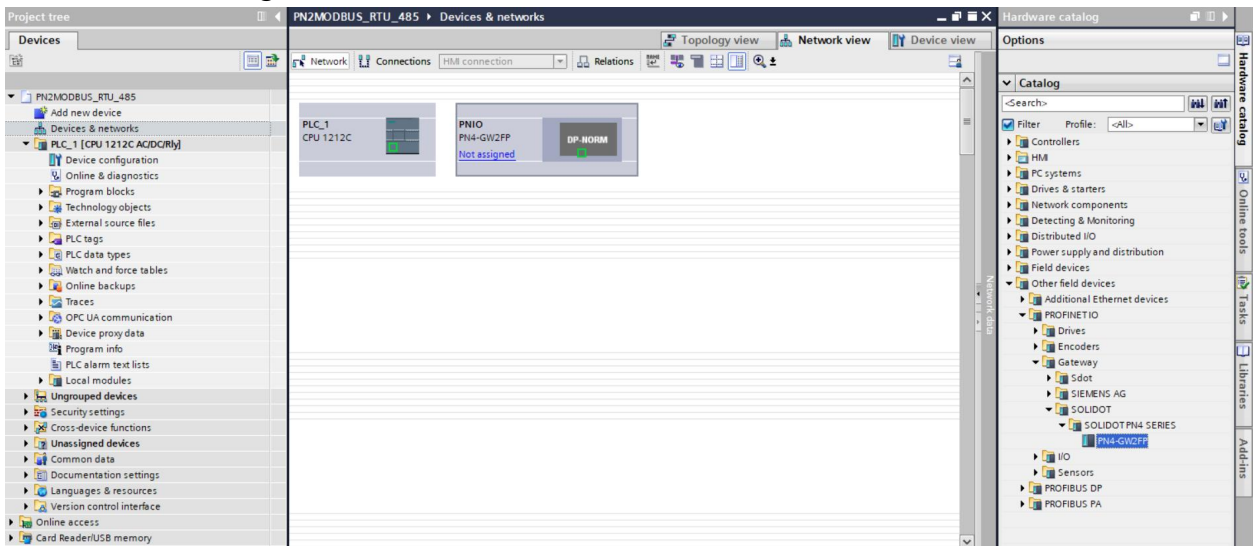 Project tree
Devices
PN2MODBUS_RTU_485
Add new device
Devices & networks
PLC_1 [CPU 1212C AC/DC/Rly]
Device configuration
Online & diagnostics
Program blocks
Technology objects
External source files
PLC tags
PLC data types
Watch and force tables
Online backups
Traces
OPC UA communication
Device proxy data
Program info
PLC alarm text lists
Local modules
Ungrouped devices
Security settings
Cross-device functions
Unassigned devices
Common data
Documentation settings
Languages & resources
Version control interface
Online access
Card Reader/USB memory
PN2MODBUS_RTU_485 ▸ Devices & networks
Topology view
Network view
Device view
Network
Connections
HMI connection
Relations
PLC_1
CPU 1212C
PNIO
PN4-GW2FP
Not assigned
DP-NORM
Network data
Hardware catalog
Options
Catalog
<Search>
Filter
Profile:
<All>
Controllers
HMI
PC systems
Drives & starters
Network components
Detecting & Monitoring
Distributed I/O
Power supply and distribution
Field devices
Other field devices
Additional Ethernet devices
PROFINET IO
Drives
Encoders
Gateway
Sdot
SIEMENS AG
SOLIDOT
SOLIDOT PN4 SERIES
PN4-GW2FP
I/O
Sensors
PROFIBUS DP
PROFIBUS PA
Hardware catalog
Online tools
Tasks
Libraries
Add-ins